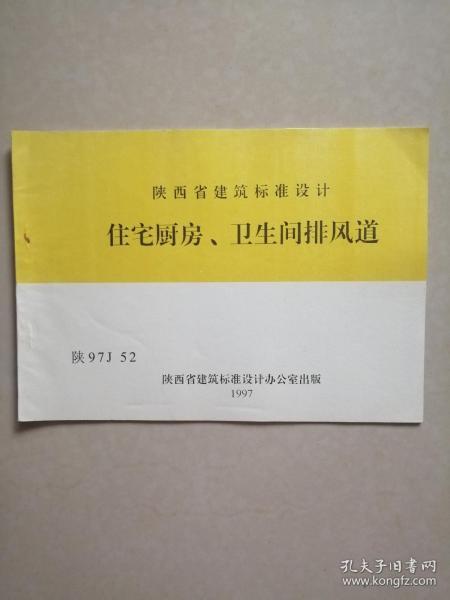 陕西省建筑标准设计
住宅厨房、卫生间排风道
陕97J 52
陕西省建筑标准设计办公室出版
1997
孔夫子旧书网
www.kongfz.com